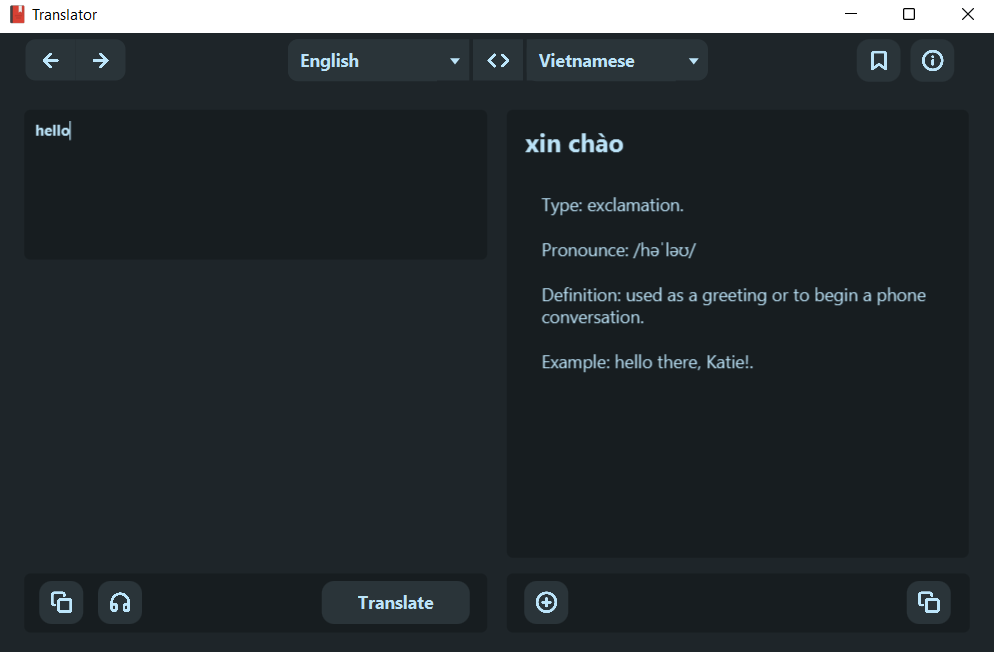 Translator
English
Vietnamese
hello
xin chào
Type: exclamation.
Pronounce: /həˈləʊ/
Definition: used as a greeting or to begin a phone
conversation.
Example: hello there, Katie!.
Translate